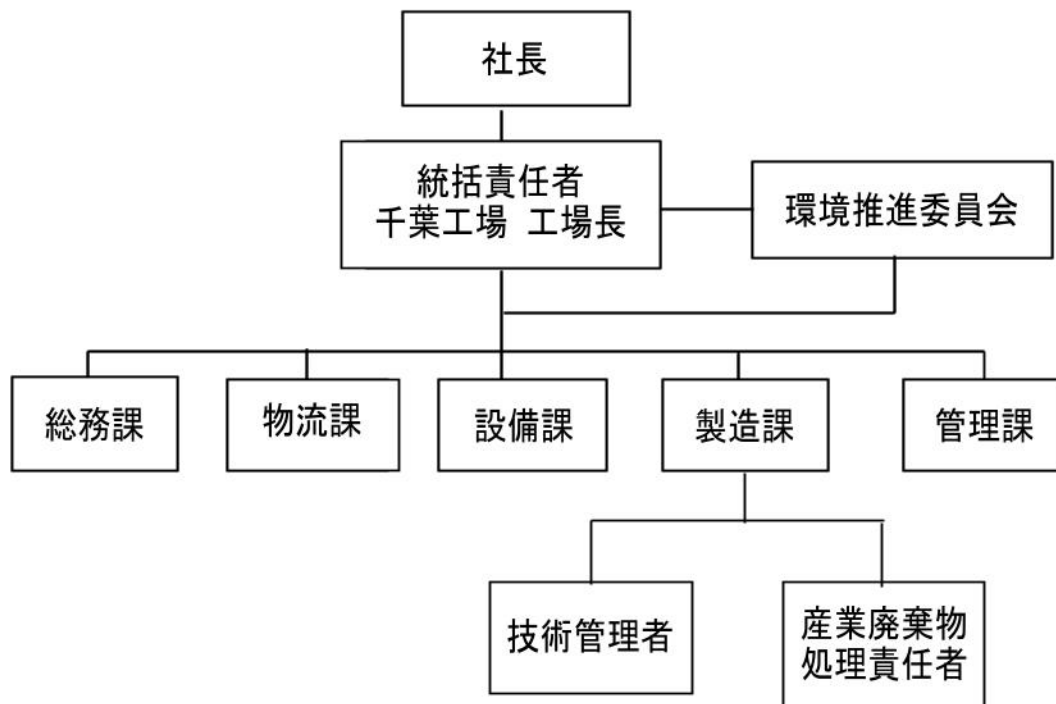 社長
統括責任者
千葉工場 工場長
環境推進委員会
総務課
物流課
設備課
製造課
管理課
技術管理者
産業廃棄物
処理責任者